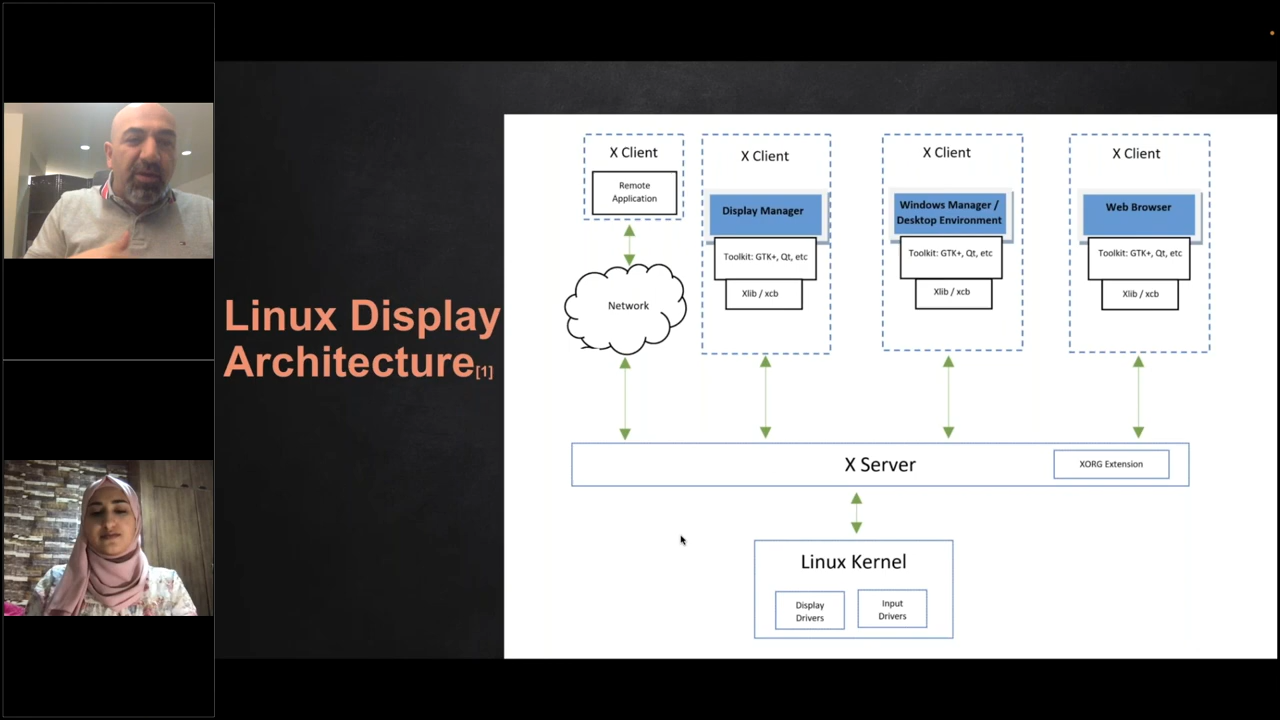 Linux Display
Architecture[1]
X Client
Remote
Application
Network
X Client
Display Manager
Toolkit: GTK+, Qt, etc
Xlib / xcb
X Client
Windows Manager /
Desktop Environment
Toolkit: GTK+, Qt, etc
Xlib / xcb
X Client
Web Browser
Toolkit: GTK+, Qt, etc
Xlib / xcb
X Server
XORG Extension
Linux Kernel
Display
Drivers
Input
Drivers